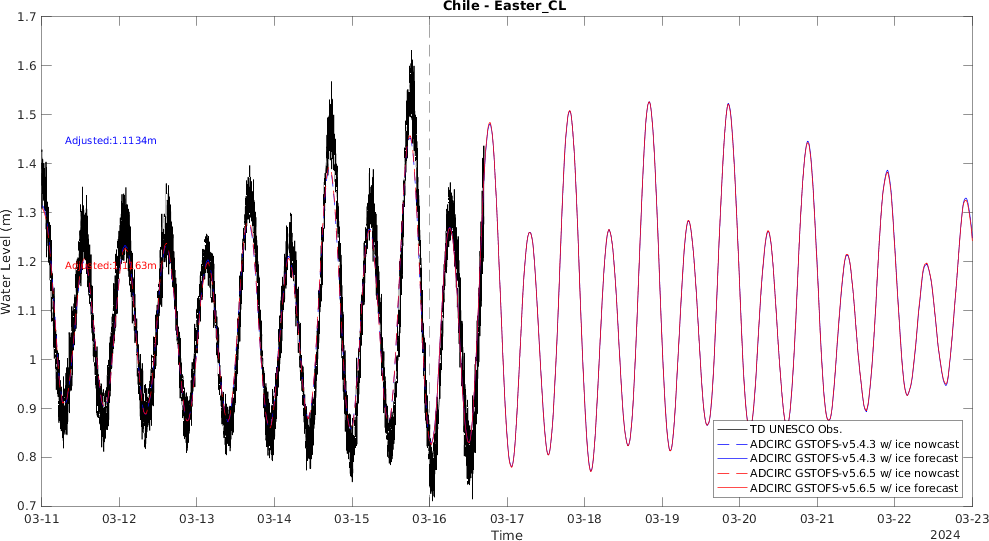 Chile - Easter_CL
1.7
1.6
1.5
1.4
1.3
1.2
1.1
1
0.9
0.8
0.7
Water Level (m)
Adjusted:1.1134m
TD UNESCO Obs.
ADCIRC GSTOFS-v5.4.3 w/ ice nowcast
ADCIRC GSTOFS-v5.4.3 w/ ice forecast
ADCIRC GSTOFS-v5.6.5 w/ ice nowcast
ADCIRC GSTOFS-v5.6.5 w/ ice forecast
03-11 03-12 03-13 03-14 03-15 03-16 03-17 03-18 03-19 03-20 03-21 03-22 03-23
Time
2024